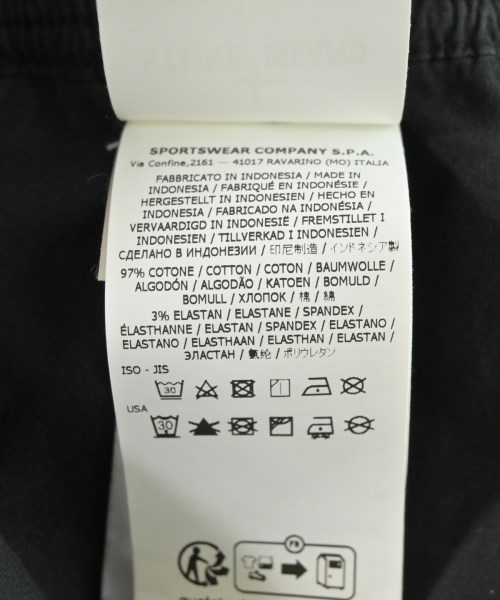 SPORTSWEAR COMPANY S.P.A.
Via Confine,2161 — 41017 RAVARINO (MO) ITALIA
FABBRICATO IN INDONESIA / MADE IN
INDONESIA / FABRIQUÉ EN INDONÉSIE /
HERGESTELLT IN INDONESIEN / HECHO EN
INDONESIA / FABRICADO NA INDONÉSIA /
VERVAARDIGD IN INDONESIË / FREMSTILLET I
INDONESIEN / TILLVERKAD I INDONESIEN /
СДЕЛАНО В ИНДОНЕЗИИ / 印尼制造 / インドネシア製
97% COTONE / COTTON / COTON / BAUMWOLLE /
ALGODÓN / ALGODÃO / KATOEN / BOMULD /
BOMULL / ХЛОПОК / 棉 / 綿
3% ELASTAN / ELASTANE / SPANDEX /
ÉLASTHANNE / ELASTAN / SPANDEX / ELASTANO /
ELASTANO / ELASTHAAN / ELASTHAN / ELASTAN /
ЭЛАСТАН / 氨纶 / ポリウレタン
ISO - JIS
30
USA
30
FR